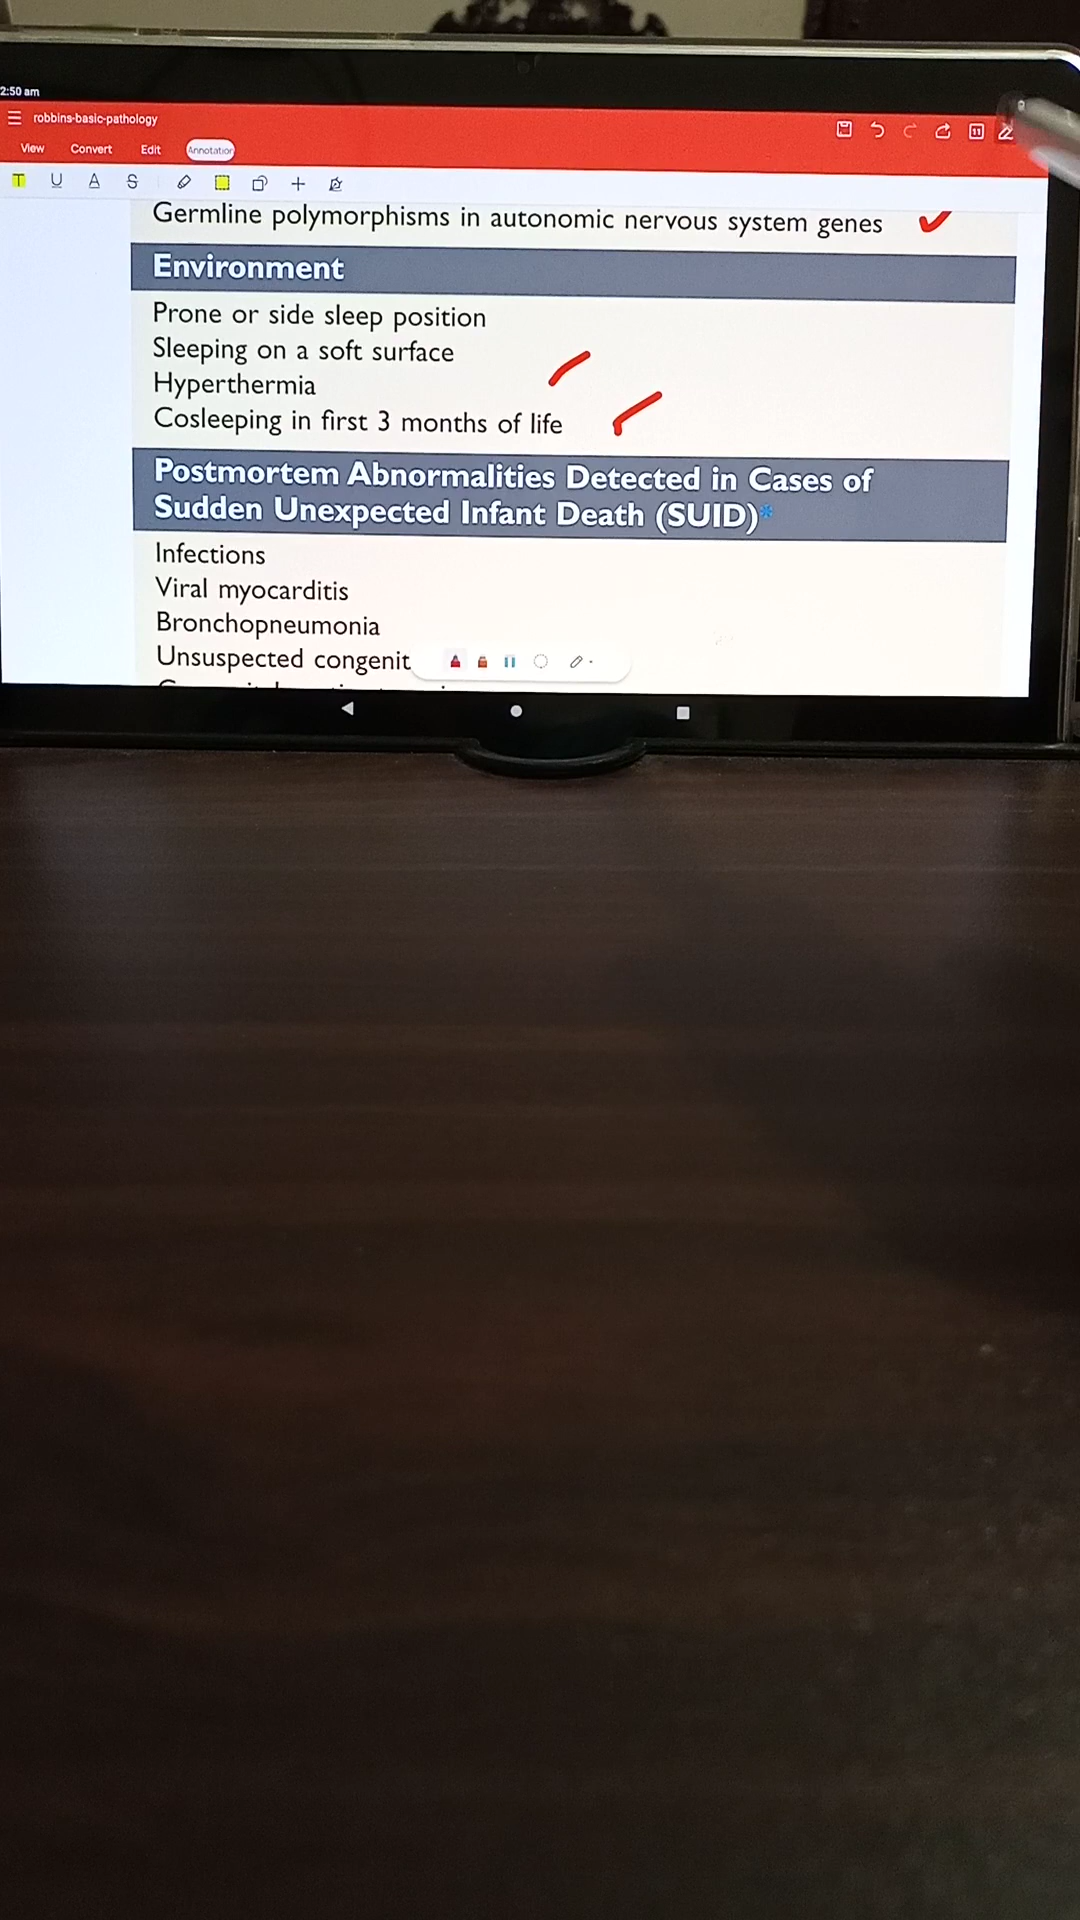 2:50 am
robbins-basic-pathology
View Convert Edit Annotation
Germline polymorphisms in autonomic nervous system genes
Environment
Prone or side sleep position
Sleeping on a soft surface
Hyperthermia
Cosleeping in first 3 months of life
Postmortem Abnormalities Detected in Cases of
Sudden Unexpected Infant Death (SUID)*
Infections
Viral myocarditis
Bronchopneumonia
Unsuspected congenit